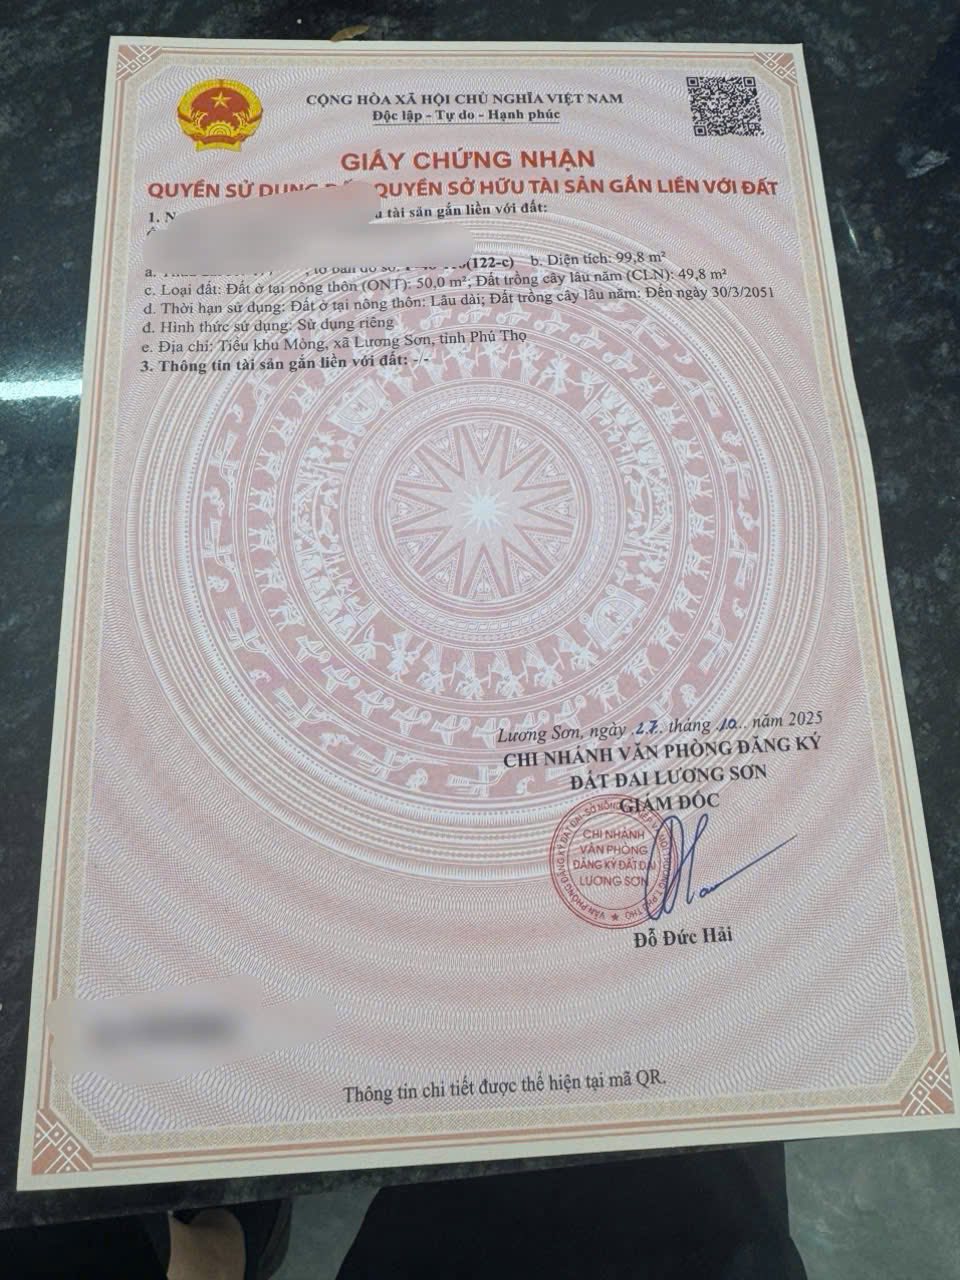 CỘNG HÒA XÃ HỘI CHỦ NGHĨA VIỆT NAM
Độc lập - Tự do - Hạnh phúc
GIẤY CHỨNG NHẬN
QUYỀN SỬ DỤNG ĐẤT, QUYỀN SỞ HỮU TÀI SẢN GẮN LIỀN VỚI ĐẤT
1. N tài sản gắn liền với đất:
a. tờ bản đồ số: (122-c) b. Diện tích: 99,8 m²
c. Loại đất: Đất ở tại nông thôn (ONT): 50,0 m²; Đất trồng cây lâu năm (CLN): 49,8 m²
d. Thời hạn sử dụng: Đất ở tại nông thôn: Lâu dài; Đất trồng cây lâu năm: Đến ngày 30/3/2051
đ. Hình thức sử dụng: Sử dụng riêng
e. Địa chỉ: Tiểu khu Mòng, xã Lương Sơn, tỉnh Phú Thọ
3. Thông tin tài sản gắn liền với đất: -/-
Lương Sơn, ngày 27 tháng 10 năm 2025
CHI NHÁNH VĂN PHÒNG ĐĂNG KÝ
ĐẤT ĐAI LƯƠNG SƠN
GIÁM ĐỐC
CHI NHÁNH
VĂN PHÒNG
ĐĂNG KÝ ĐẤT ĐAI
LƯƠNG SƠN
Đỗ Đức Hải
Thông tin chi tiết được thể hiện tại mã QR.